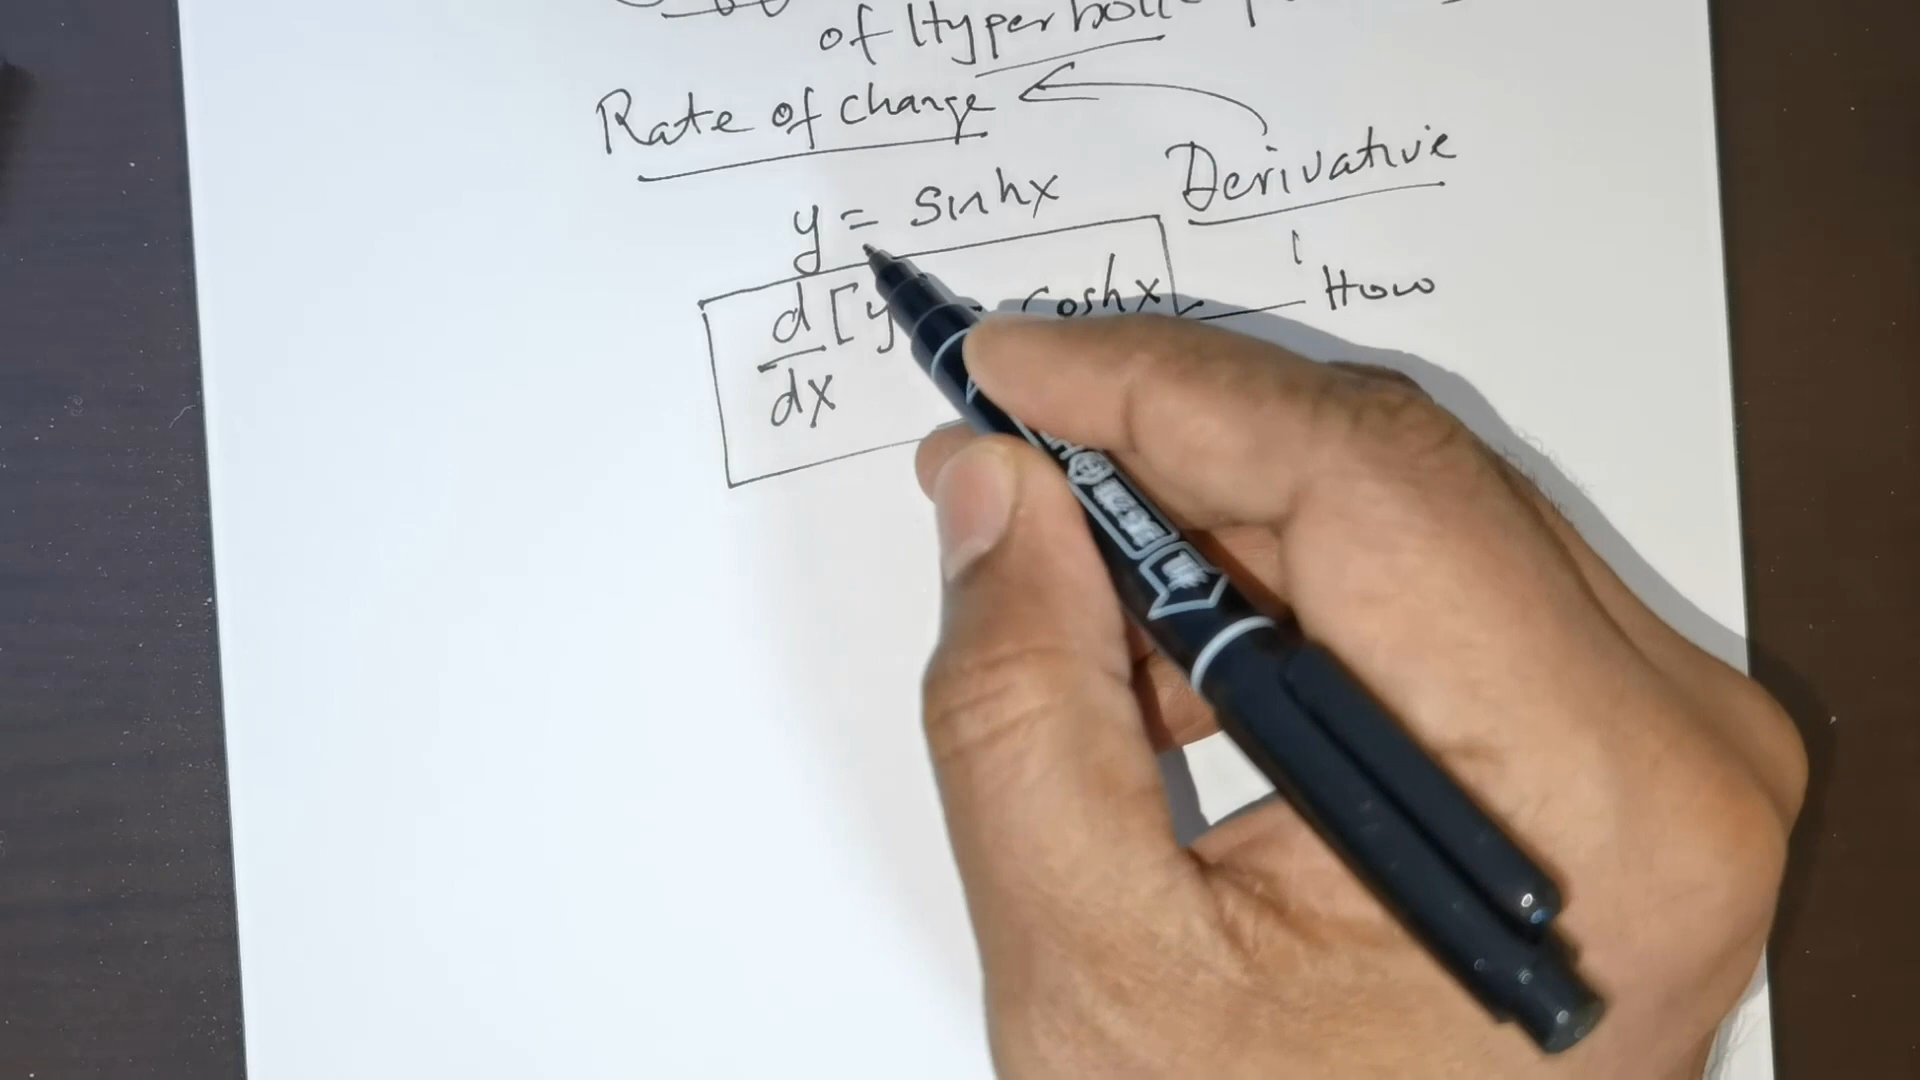 of Hyperbolic
Rate of change
Derivative
y = sinhx
d/dx [y = coshx
How